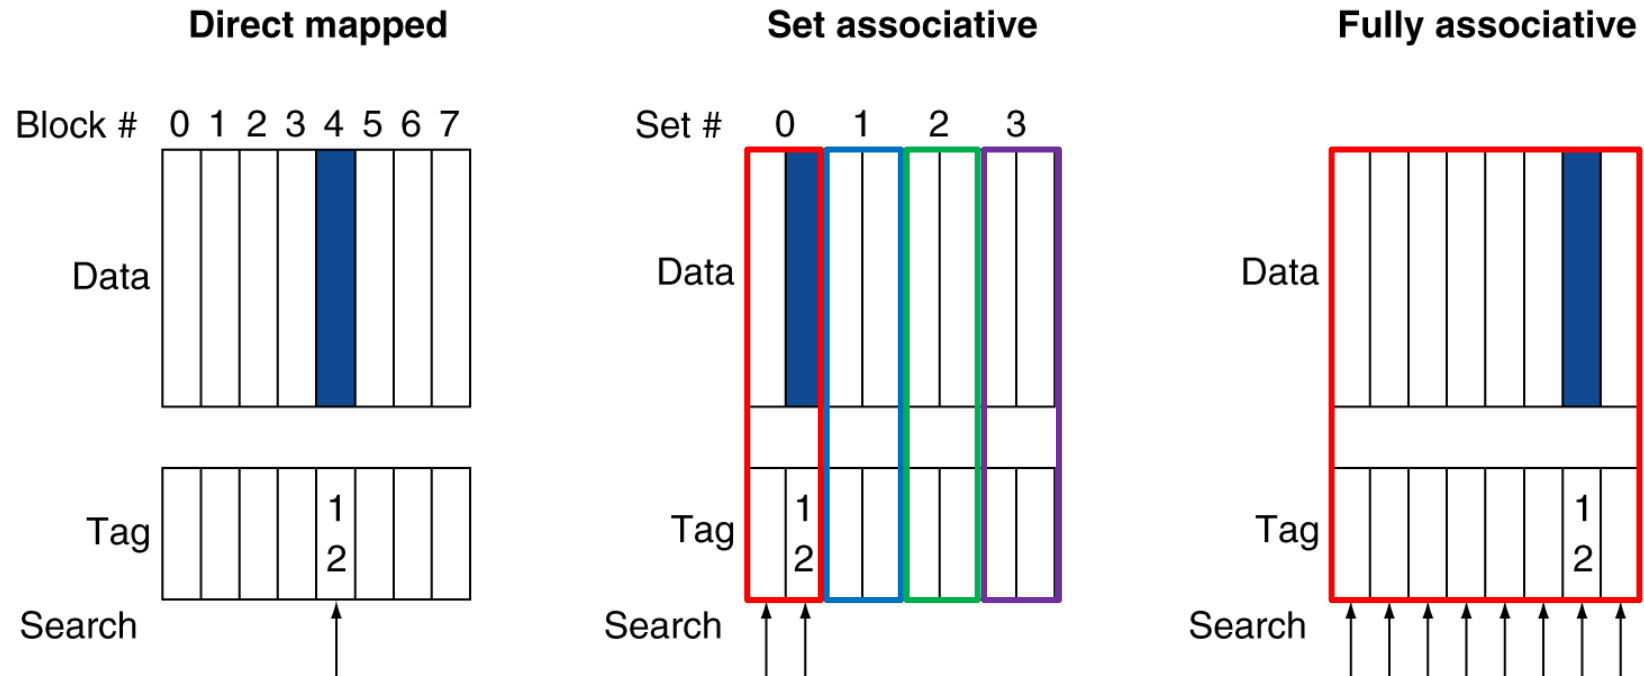 Direct mapped
Set associative
Fully associative
Block # 0 1 2 3 4 5 6 7
Set # 0 1 2 3
Data
Data
Data
Tag
1
2
Tag
1
2
Tag
1
2
Search
Search
Search